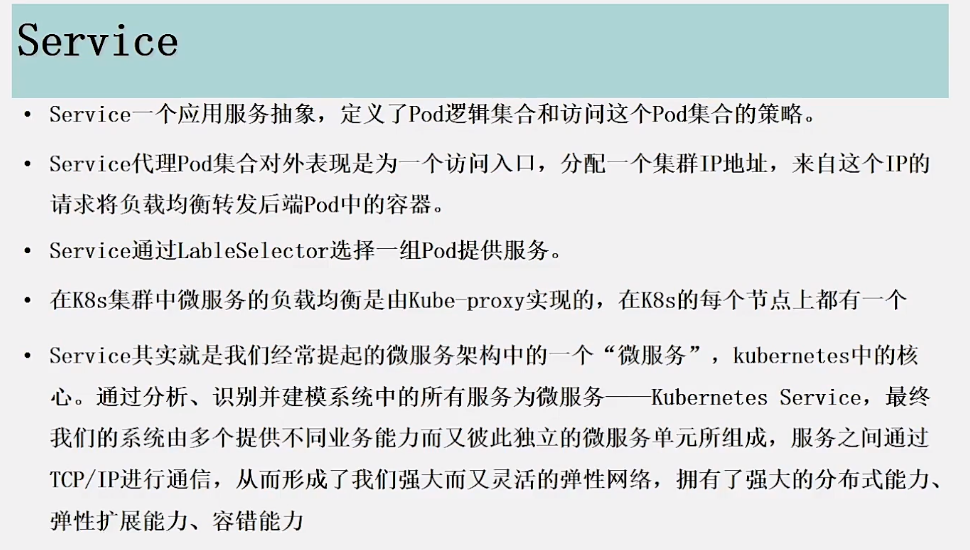 Service
• Service一个应用服务抽象，定义了Pod逻辑集合和访问这个Pod集合的策略。
• Service代理Pod集合对外表现是为一个访问入口，分配一个集群IP地址，来自这个IP的
请求将负载均衡转发后端Pod中的容器。
• Service通过LableSelector选择一组Pod提供服务。
• 在K8s集群中微服务的负载均衡是由Kube-proxy实现的，在K8s的每个节点上都有一个
• Service其实就是我们经常提起的微服务架构中的一个“微服务”，kubernetes中的核
心。通过分析、识别并建模系统中的所有服务为微服务——Kubernetes Service，最终
我们的系统由多个提供不同业务能力而又彼此独立的微服务单元所组成，服务之间通过
TCP/IP进行通信，从而形成了我们强大而又灵活的弹性网络，拥有了强大的分布式能力、
弹性扩展能力、容错能力